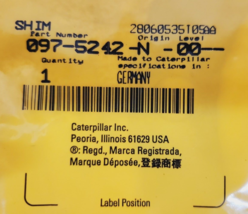 SHIM 28060535109AA
Part Number Origin Level
097-5242-N -00--
Quantity Made to Caterpillar
specifications in :
1 GERMANY
Caterpillar Inc.
Peoria, Illinois 61629 USA
®: Regd., Marca Registrada,
Marque Déposée, 登録商標
Label Position